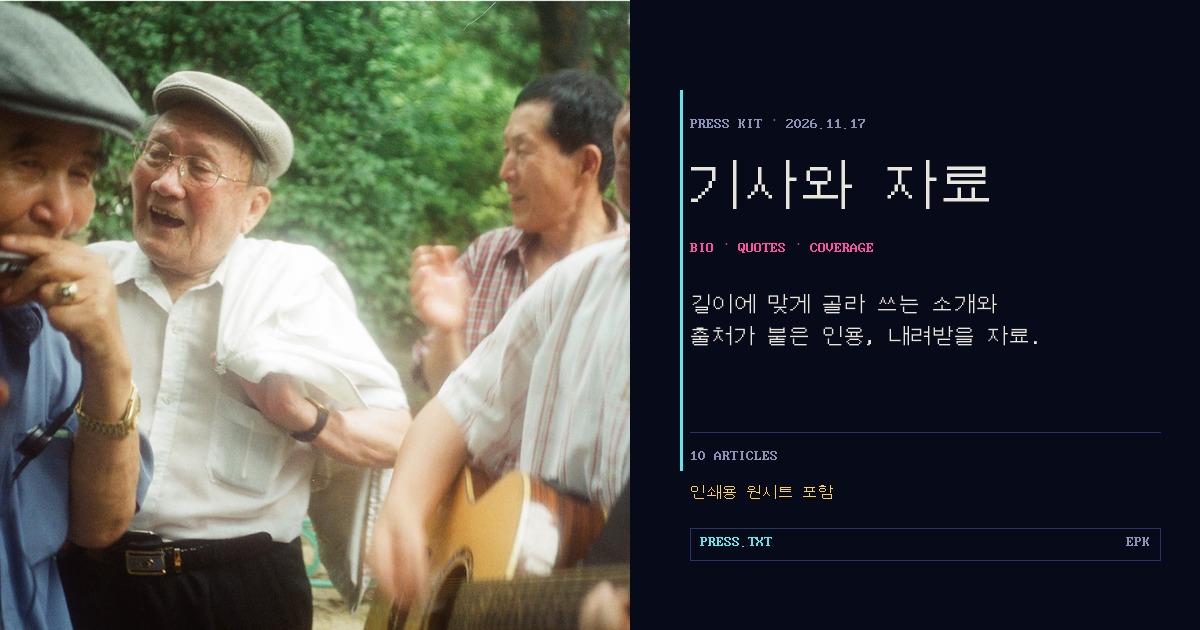 PRESS KIT · 2026.11.17
기사와 자료
BIO · QUOTES · COVERAGE
길이에 맞게 골라 쓰는 소개와
출처가 붙은 인용, 내려받을 자료.
10 ARTICLES
인쇄용 원시트 포함
PRESS.TXT
EPK